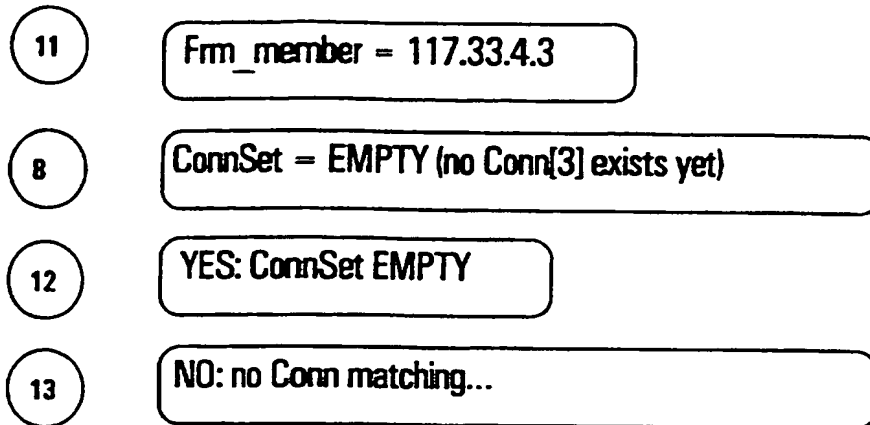 11
Frm_member = 117.33.4.3
8
ConnSet = EMPTY (no Conn[3] exists yet)
12
YES: ConnSet EMPTY
13
NO: no Conn matching...